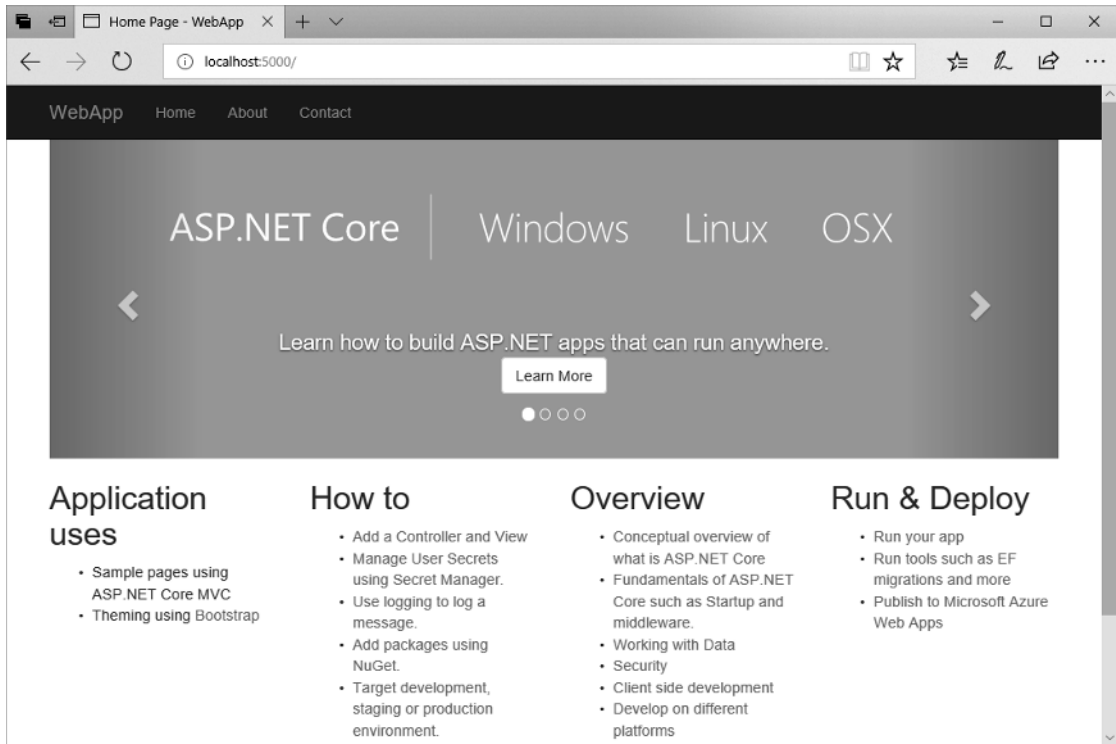 Home Page - WebApp
localhost:5000/
WebApp Home About Contact
ASP.NET Core Windows Linux OSX
Learn how to build ASP.NET apps that can run anywhere.
Learn More
Application
uses
• Sample pages using
ASP.NET Core MVC
• Theming using Bootstrap
How to
• Add a Controller and View
• Manage User Secrets
using Secret Manager.
• Use logging to log a
message.
• Add packages using
NuGet.
• Target development,
staging or production
environment.
Overview
• Conceptual overview of
what is ASP.NET Core
• Fundamentals of ASP.NET
Core such as Startup and
middleware.
• Working with Data
• Security
• Client side development
• Develop on different
platforms
Run & Deploy
• Run your app
• Run tools such as EF
migrations and more
• Publish to Microsoft Azure
Web Apps